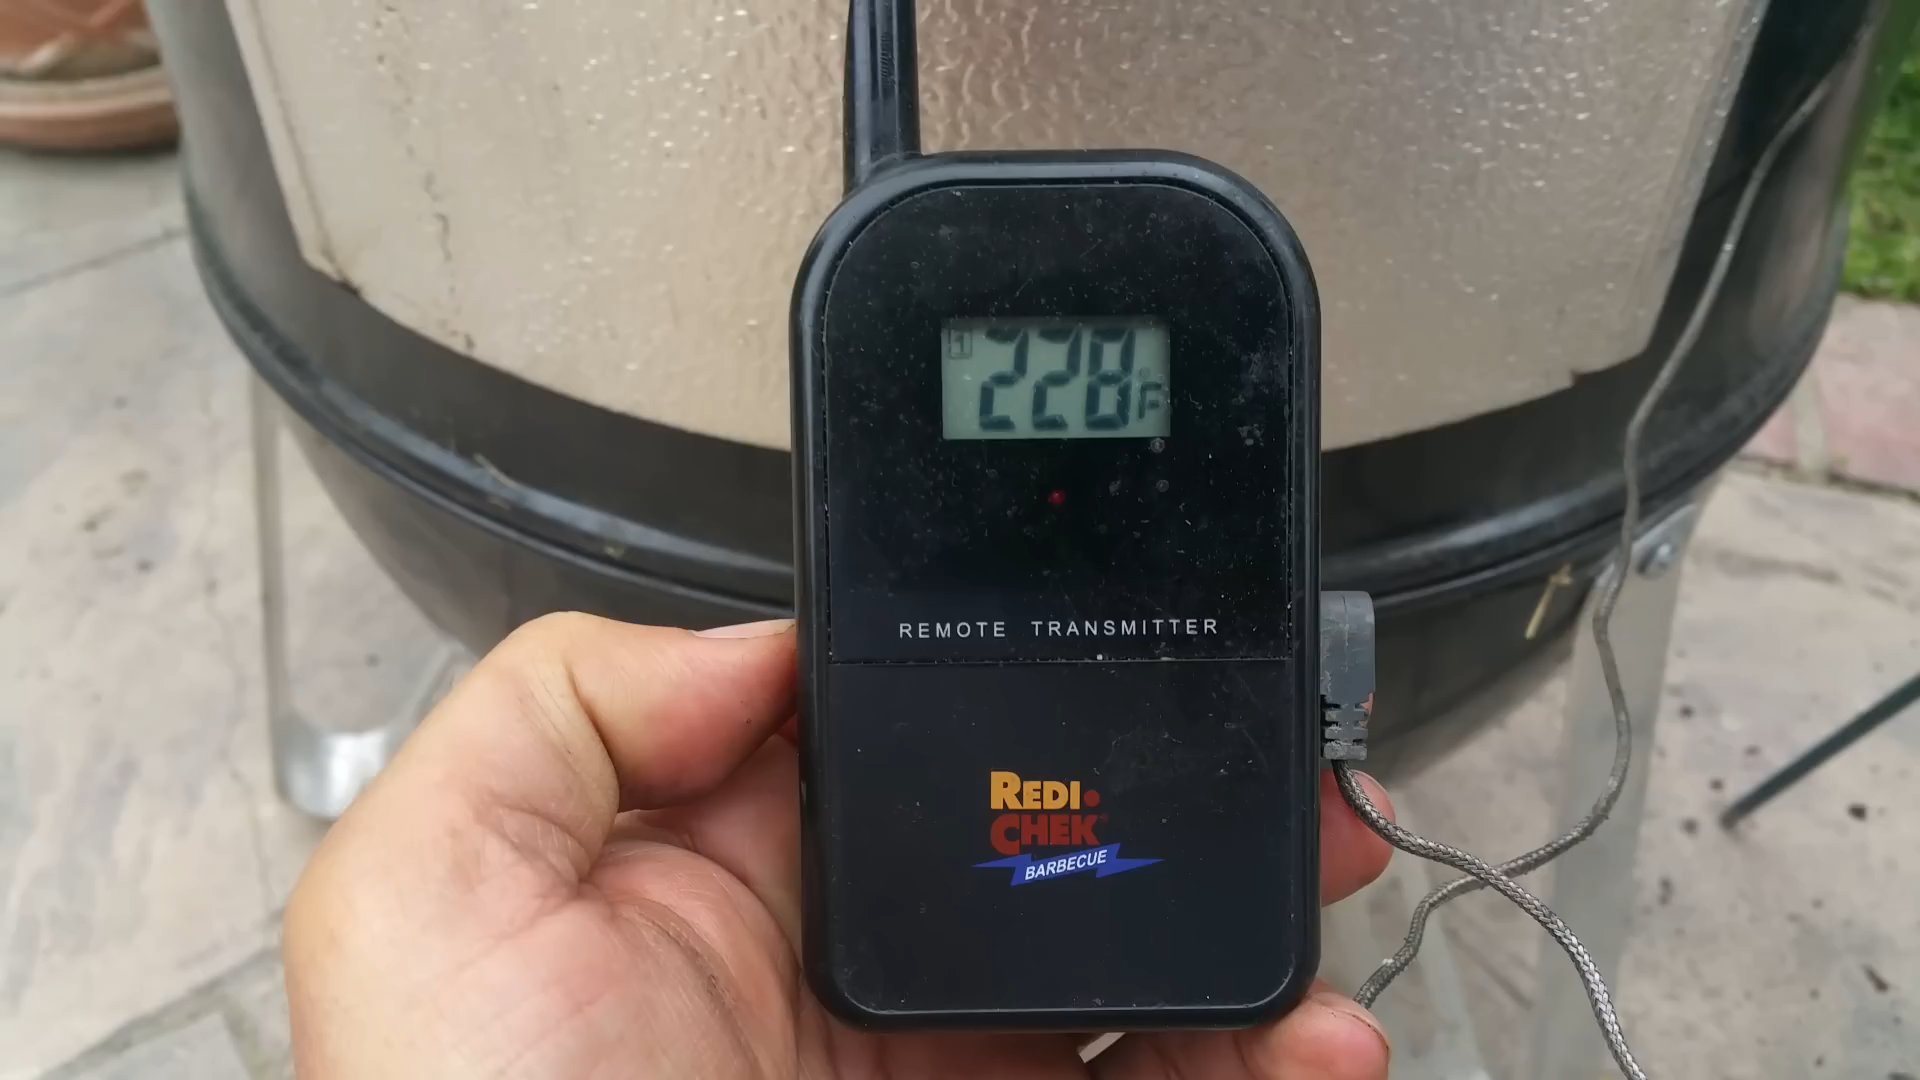 1
228°F
REMOTE TRANSMITTER
REDI
CHEK®
BARBECUE